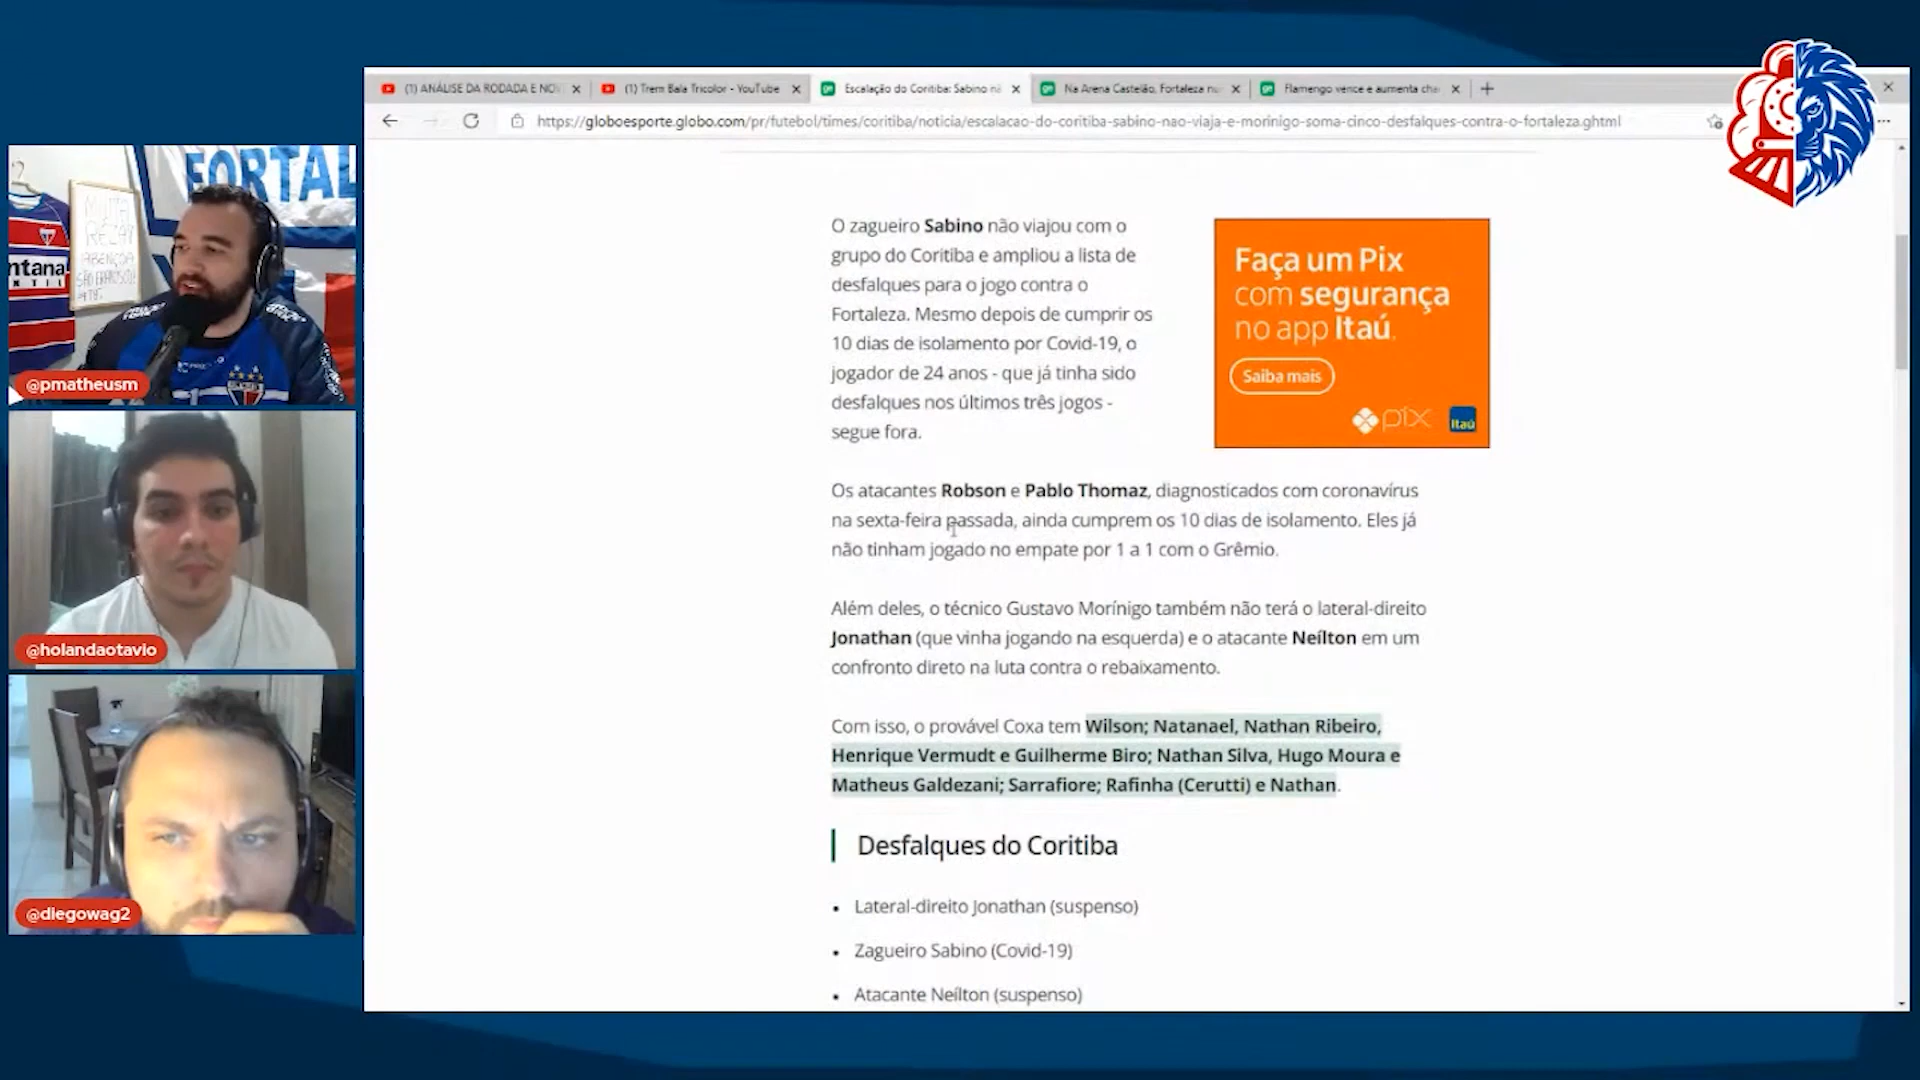 (1) ANÁLISE DA RODADA E NOV
(1) Trem Bala Tricolor - YouTube
Escalação do Coritiba: Sabino nã
Na Arena Castelão, Fortaleza nu
Flamengo vence e aumenta cha
https://globoesporte.globo.com/pr/futebol/times/coritiba/noticia/escalacao-do-coritiba-sabino-nao-viaja-e-morinigo-soma-cinco-desfalques-contra-o-fortaleza.ghtml
FORTAL
MUITA
REZA!
ABENÇOA
SÃO FRANCISCO!
ntana
@pmatheusm
@holandaotavio
@diegowag2
O zagueiro Sabino não viajou com o
grupo do Coritiba e ampliou a lista de
desfalques para o jogo contra o
Fortaleza. Mesmo depois de cumprir os
10 dias de isolamento por Covid-19, o
jogador de 24 anos - que já tinha sido
desfalques nos últimos três jogos -
segue fora.
Faça um Pix
com segurança
no app Itaú.
Saiba mais
pix
Itaú
Os atacantes Robson e Pablo Thomaz, diagnosticados com coronavírus
na sexta-feira passada, ainda cumprem os 10 dias de isolamento. Eles já
não tinham jogado no empate por 1 a 1 com o Grêmio.
Além deles, o técnico Gustavo Morínigo também não terá o lateral-direito
Jonathan (que vinha jogando na esquerda) e o atacante Neílton em um
confronto direto na luta contra o rebaixamento.
Com isso, o provável Coxa tem Wilson; Natanael, Nathan Ribeiro,
Henrique Vermudt e Guilherme Biro; Nathan Silva, Hugo Moura e
Matheus Galdezani; Sarrafiore; Rafinha (Cerutti) e Nathan.
Desfalques do Coritiba
• Lateral-direito Jonathan (suspenso)
• Zagueiro Sabino (Covid-19)
• Atacante Neílton (suspenso)